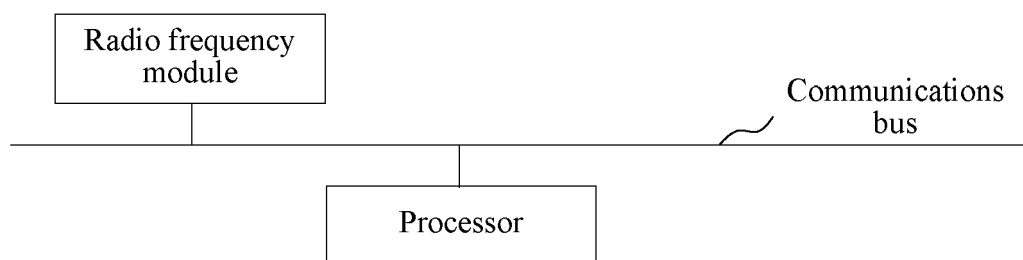 Radio frequency
module
Communications
bus
Processor